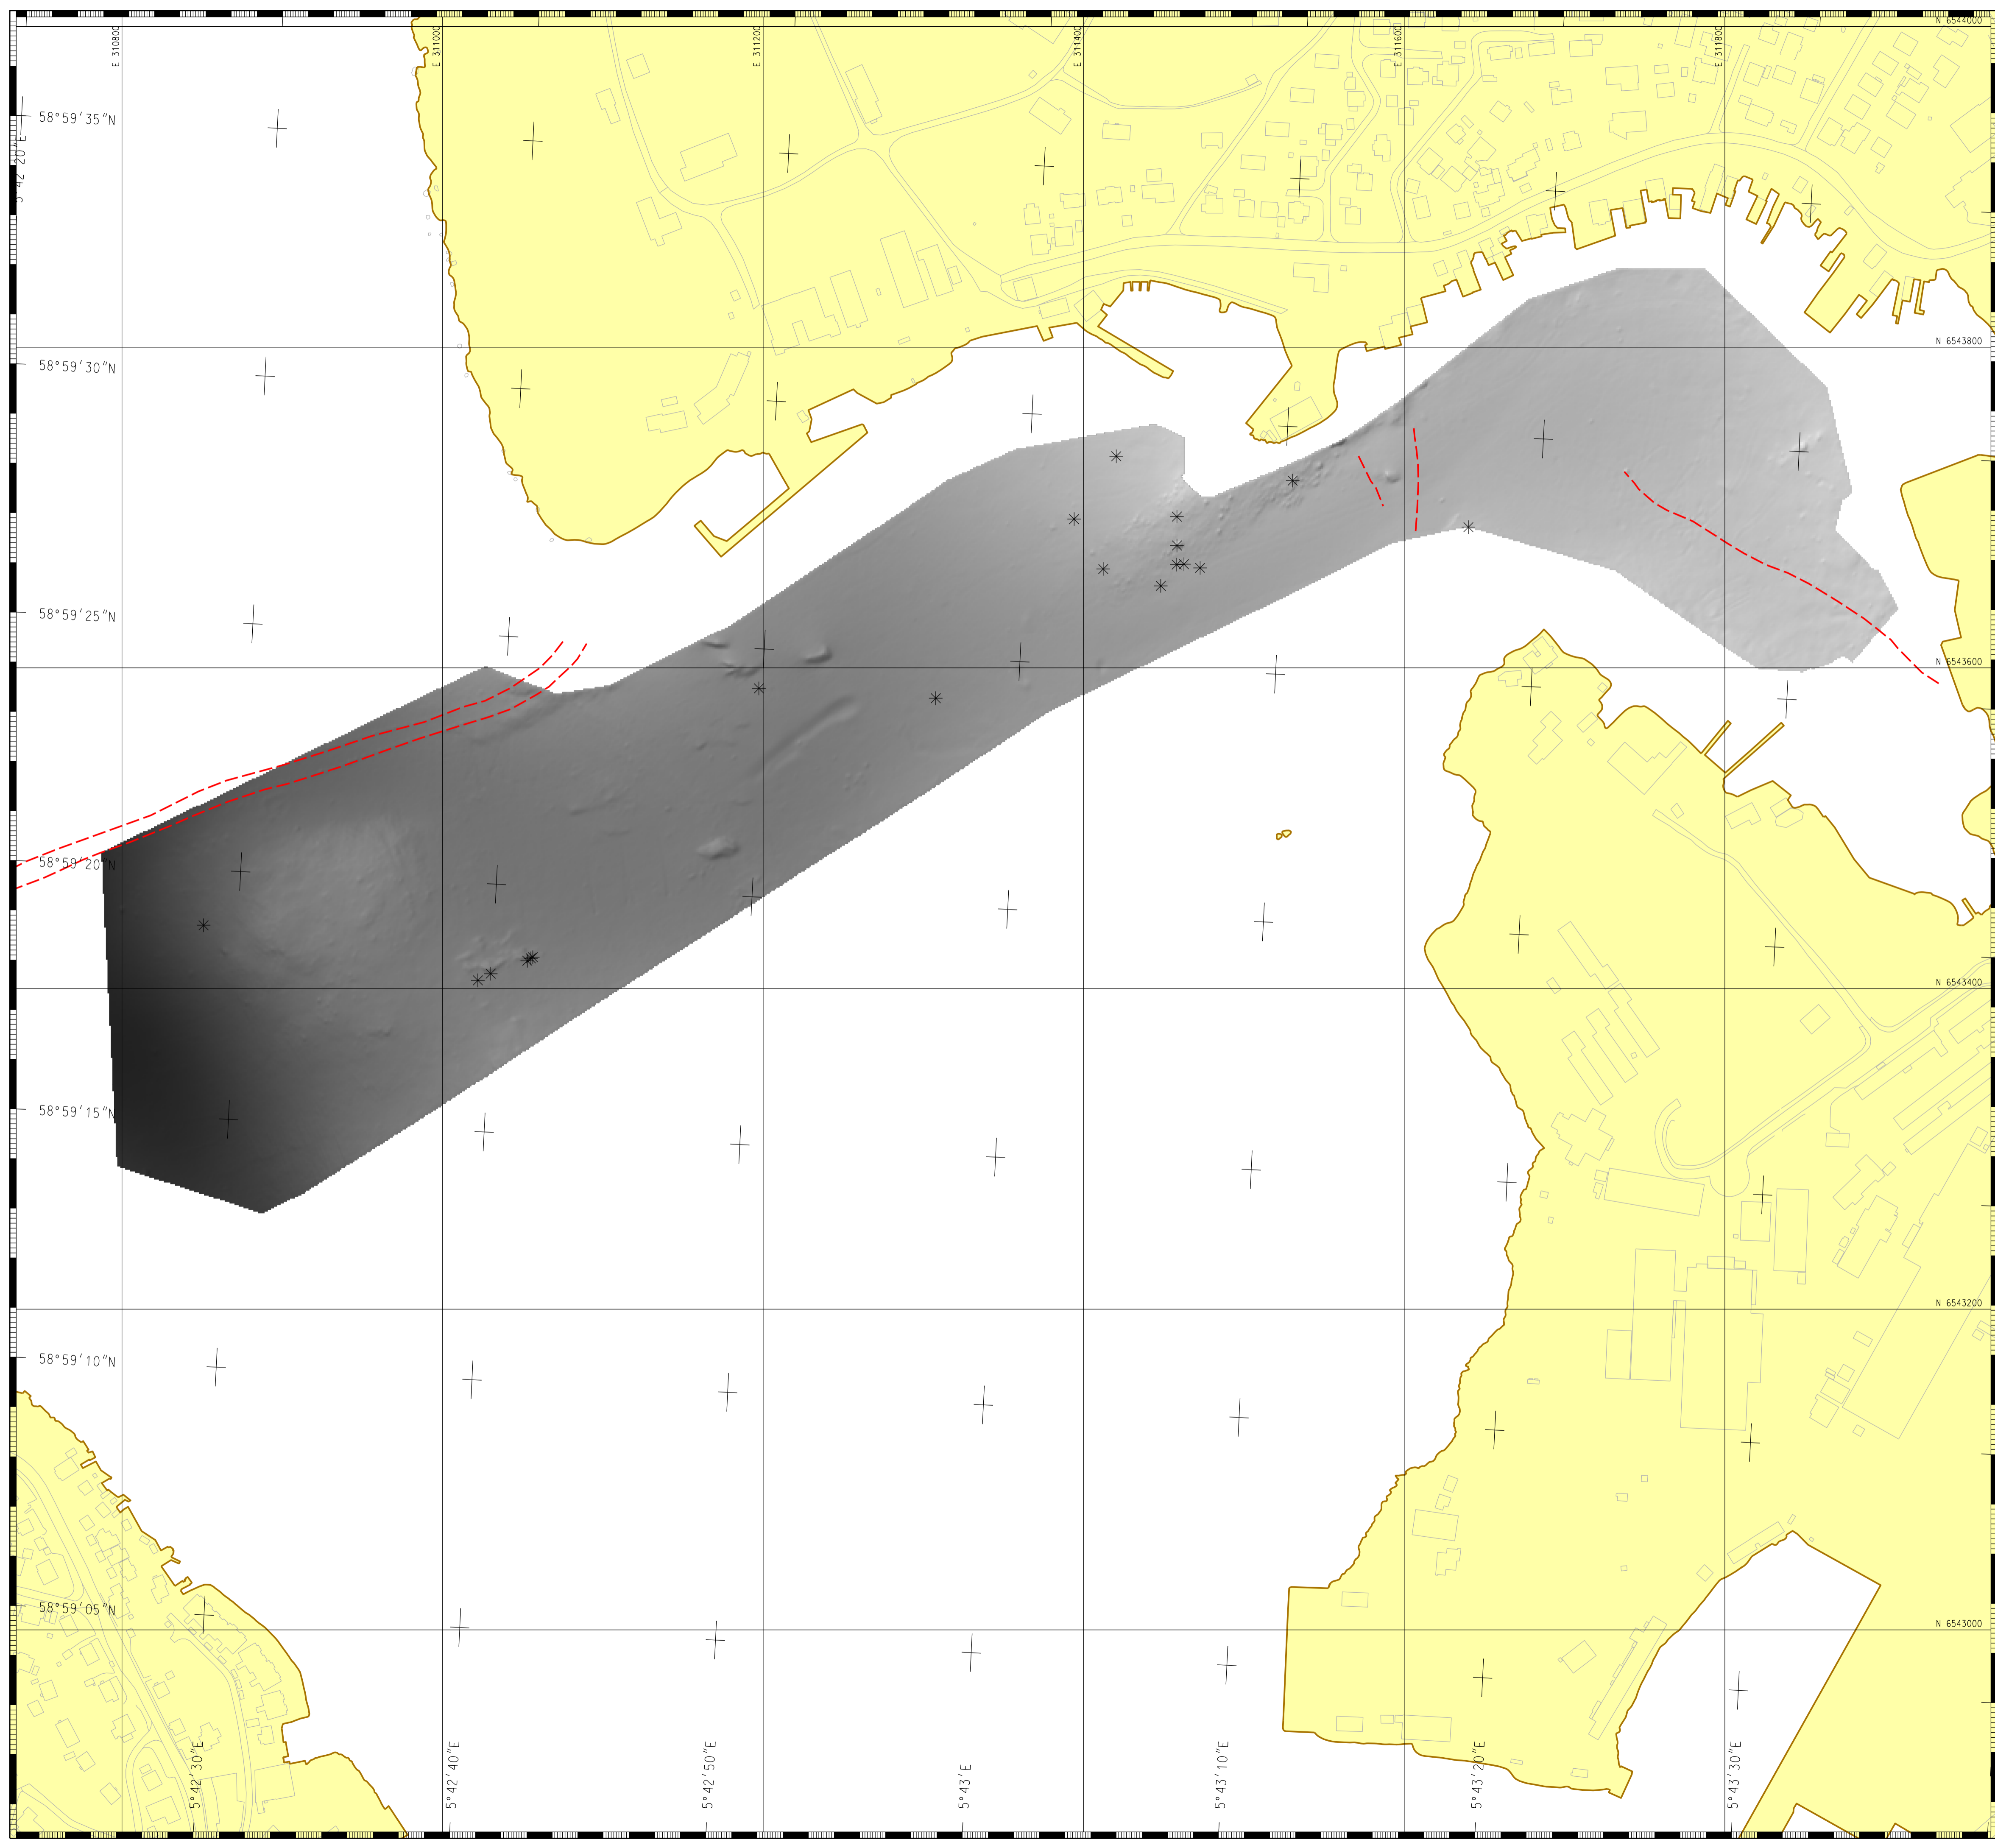 E 310800
E 311000
E 311200
E 311400
E 311600
E 311800
N 6544000
58°59'35"N
5°42'20"E
N 6543800
58°59'30"N
58°59'25"N
N 6543600
58°59'20"N
N 6543400
58°59'15"N
N 6543200
58°59'10"N
58°59'05"N
N 6543000
5°42'30"E
5°42'40"E
5°42'50"E
5°43'E
5°43'10"E
5°43'20"E
5°43'30"E